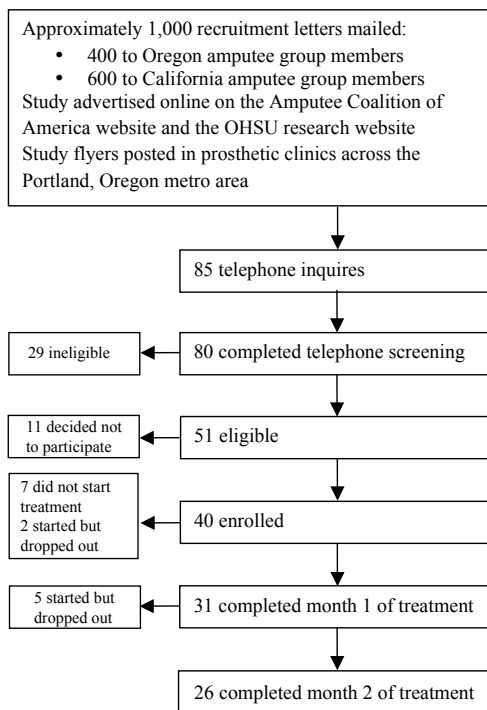 Approximately 1,000 recruitment letters mailed:
• 400 to Oregon amputee group members
• 600 to California amputee group members
Study advertised online on the Amputee Coalition of
America website and the OHSU research website
Study flyers posted in prosthetic clinics across the
Portland, Oregon metro area
85 telephone inquires
29 ineligible
80 completed telephone screening
11 decided not
to participate
51 eligible
7 did not start
treatment
2 started but
dropped out
40 enrolled
5 started but
dropped out
31 completed month 1 of treatment
26 completed month 2 of treatment